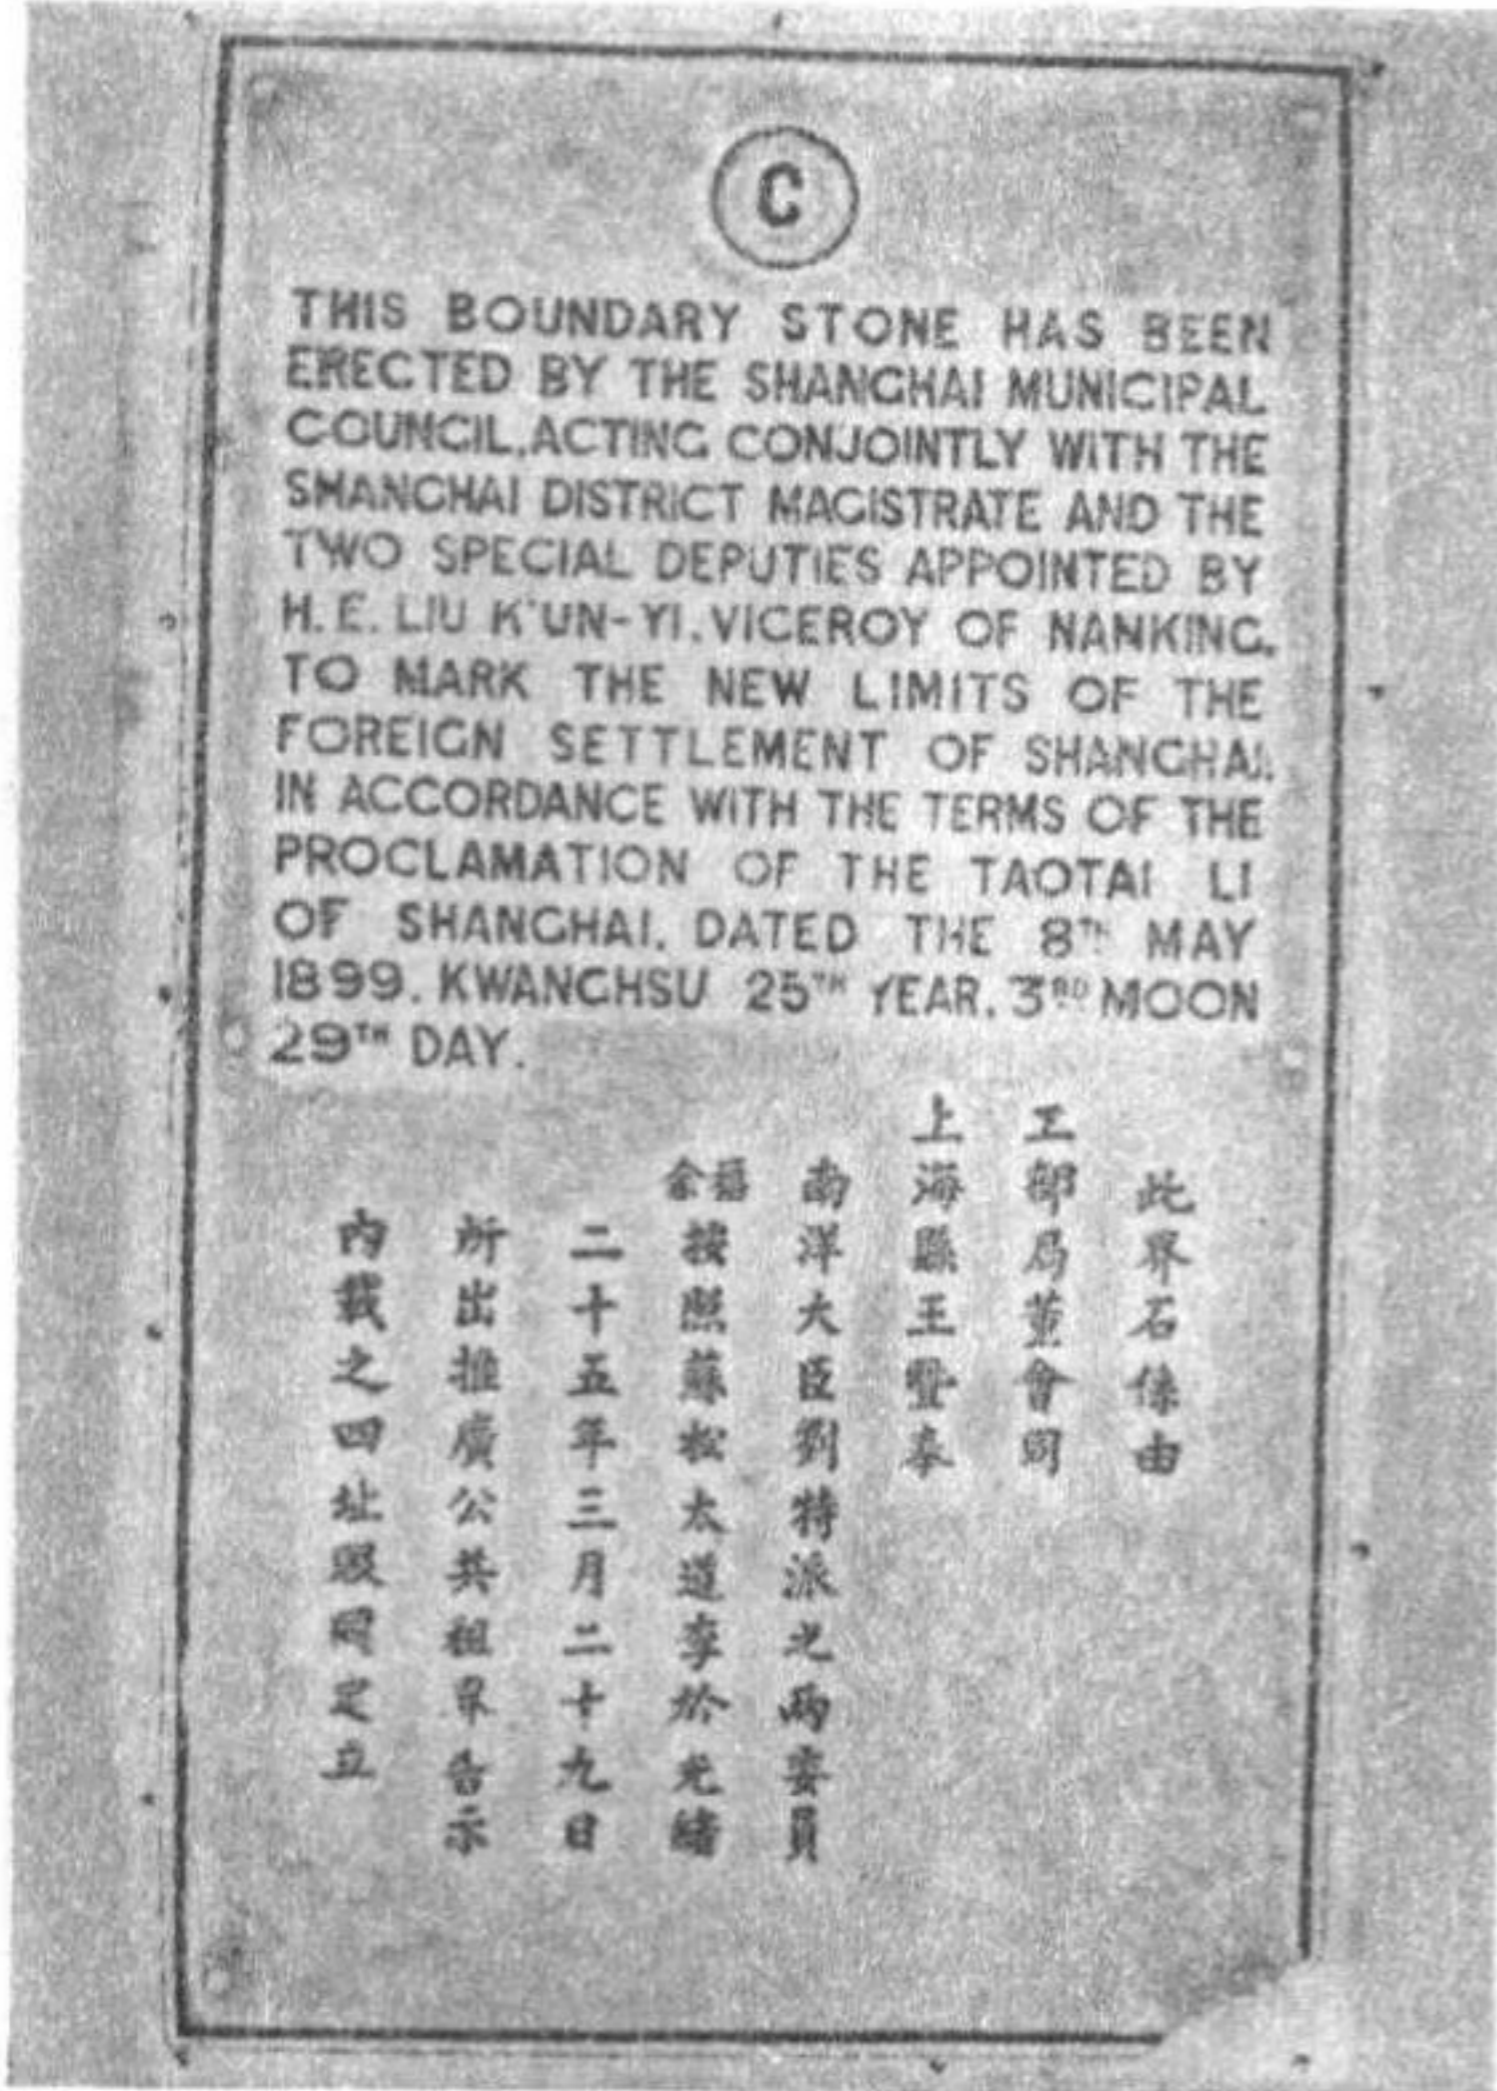 C
THIS BOUNDARY STONE HAS BEEN
ERECTED BY THE SHANGHAI MUNICIPAL
COUNCIL, ACTING CONJOINTLY WITH THE
SHANGHAI DISTRICT MAGISTRATE AND THE
TWO SPECIAL DEPUTIES APPOINTED BY
H.E. LIU K'UN-YI, VICEROY OF NANKING,
TO MARK THE NEW LIMITS OF THE
FOREIGN SETTLEMENT OF SHANGHAI,
IN ACCORDANCE WITH THE TERMS OF THE
PROCLAMATION OF THE TAOTAI LI
OF SHANGHAI, DATED THE 8TH MAY
1899, KWANGHSU 25TH YEAR, 3RD MOON
29TH DAY.
此界石係由
工部局董會同
上海縣王曁奉
南洋大臣劉特派之兩委員
福余按照蘇松太道李於光緒
二十五年三月二十九日
所出推廣公共租界告示
內載之四址眼同定立